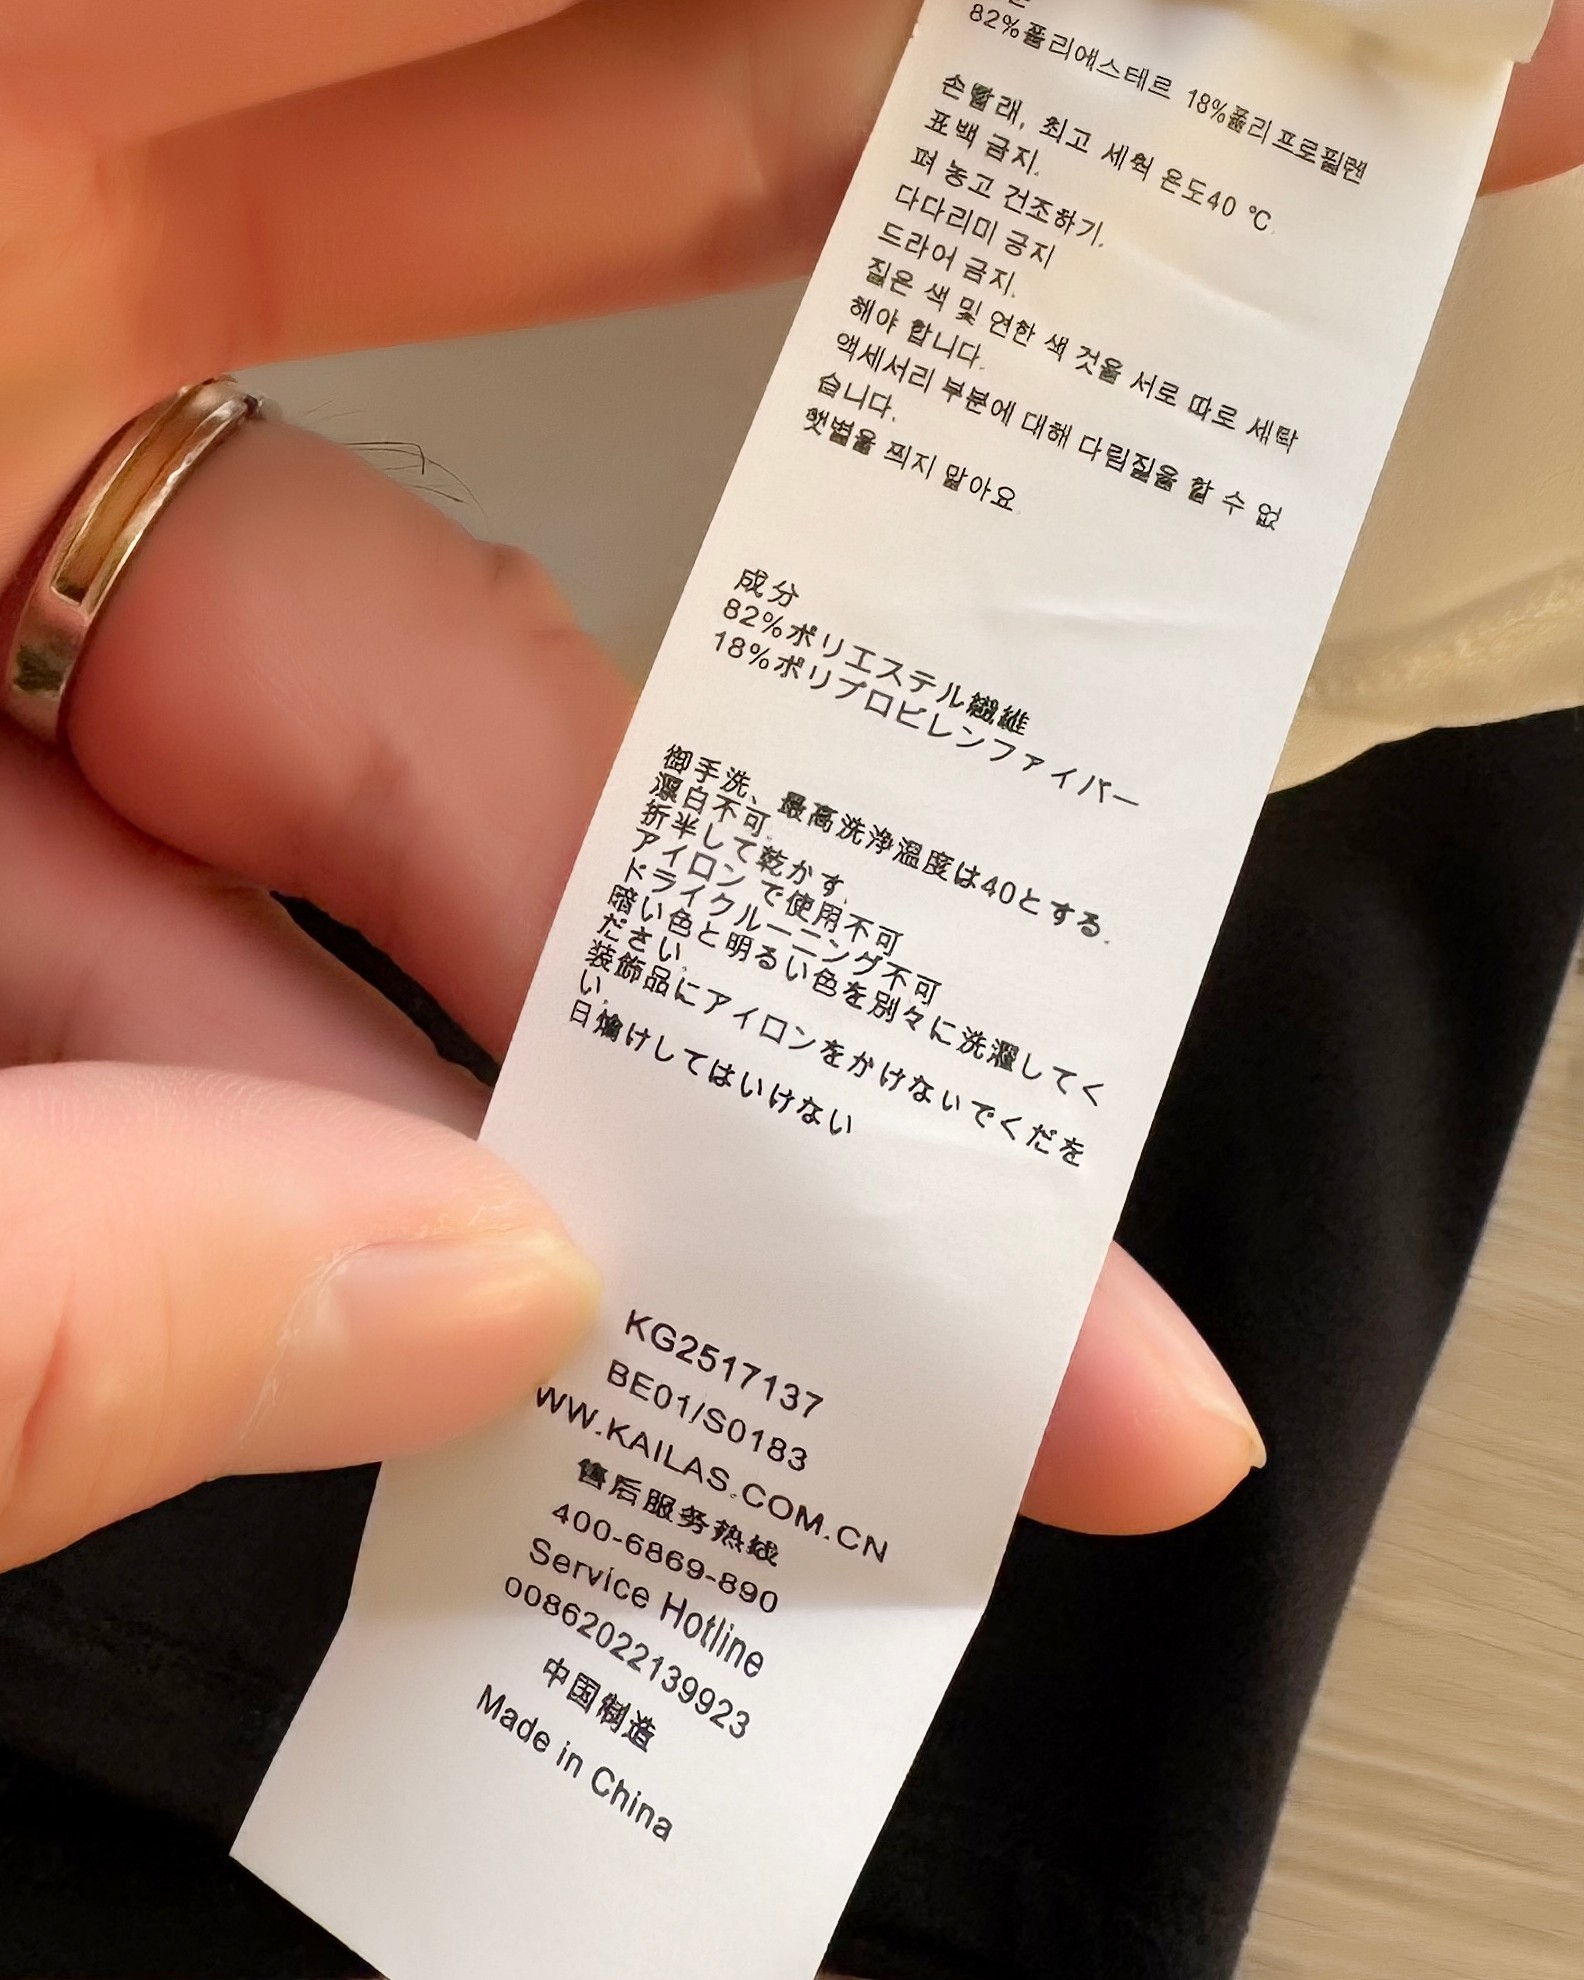 82%폴리에스테르 18%폴리프로필렌
손빨래, 최고 세척 온도40 ℃.
표백 금지.
펴 놓고 건조하기.
다다리미 긍지
드라어 금지.
짙은 색 및 연한 색 것을 서로 따로 세탁
해야 합니다.
액세서리 부분에 대해 다림질을 할 수 없
습니다.
햇볕을 쬐지 말아요
成分
82%ポリエステル繊維
18%ポリプロピレンファイバー
御手洗、最高洗浄温度は40とする.
漂白不可.
折半して乾かす.
アイロンで使用不可
ドライクルーニング不可
暗い色と明るい色を別々に洗濯してく
ださい.
装飾品にアイロンをかけないでくだを
い.
日焼けしてはいけない
KG2517137
BE01/S0183
WW.KAILAS.COM.CN
售后服务热线
400-6869-890
Service Hotline
00862022139923
中国制造
Made in China